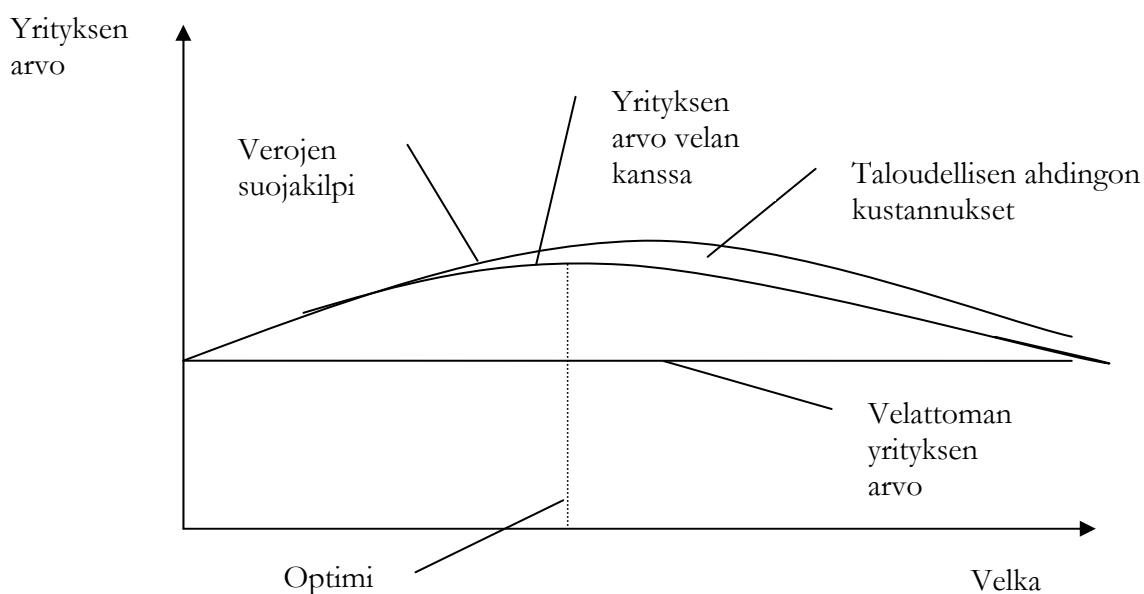 Yrityksen
arvo
Yrityksen
arvo velan
kanssa
Verojen
suojakilpi
Taloudellisen ahdingon
kustannukset
Velattoman
yrityksen
arvo
Optimi
Velka